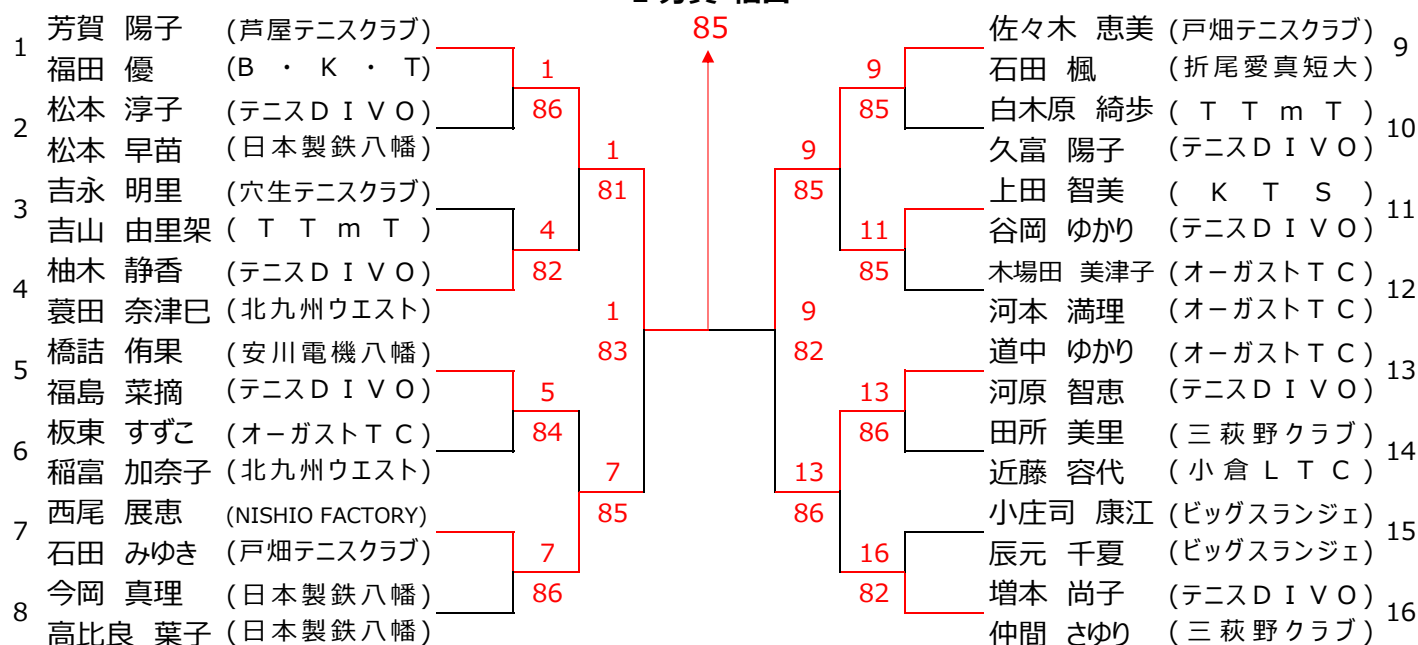 85
1 芳賀 陽子 (芦屋テニスクラブ)
福田 優 (B・K・T)
2 松本 淳子 (テニスDIVO)
松本 早苗 (日本製鉄八幡)
3 吉永 明里 (穴生テニスクラブ)
吉山 由里架 (TTmT)
4 柚木 静香 (テニスDIVO)
蓑田 奈津巳 (北九州ウエスト)
5 橋詰 侑果 (安川電機八幡)
福島 菜摘 (テニスDIVO)
6 板東 すずこ (オーガストTC)
稲富 加奈子 (北九州ウエスト)
7 西尾 展恵 (NISHIO FACTORY)
石田 みゆき (戸畑テニスクラブ)
8 今岡 真理 (日本製鉄八幡)
高比良 葉子 (日本製鉄八幡)
1
86
4
82
5
84
7
86
1
81
7
85
1
83
9
82
9
85
13
86
9
85
11
85
13
86
16
82
佐々木 恵美 (戸畑テニスクラブ) 9
石田 楓 (折尾愛真短大)
白木原 綺歩 (TTmT) 10
久富 陽子 (テニスDIVO)
上田 智美 (KTS) 11
谷岡 ゆかり (テニスDIVO)
木場田 美津子 (オーガストTC) 12
河本 満理 (オーガストTC)
道中 ゆかり (オーガストTC) 13
河原 智恵 (テニスDIVO)
田所 美里 (三萩野クラブ) 14
近藤 容代 (小倉LTC)
小庄司 康江 (ビッグスランジェ) 15
辰元 千夏 (ビッグスランジェ)
増本 尚子 (テニスDIVO) 16
仲間 さゆり (三萩野クラブ)